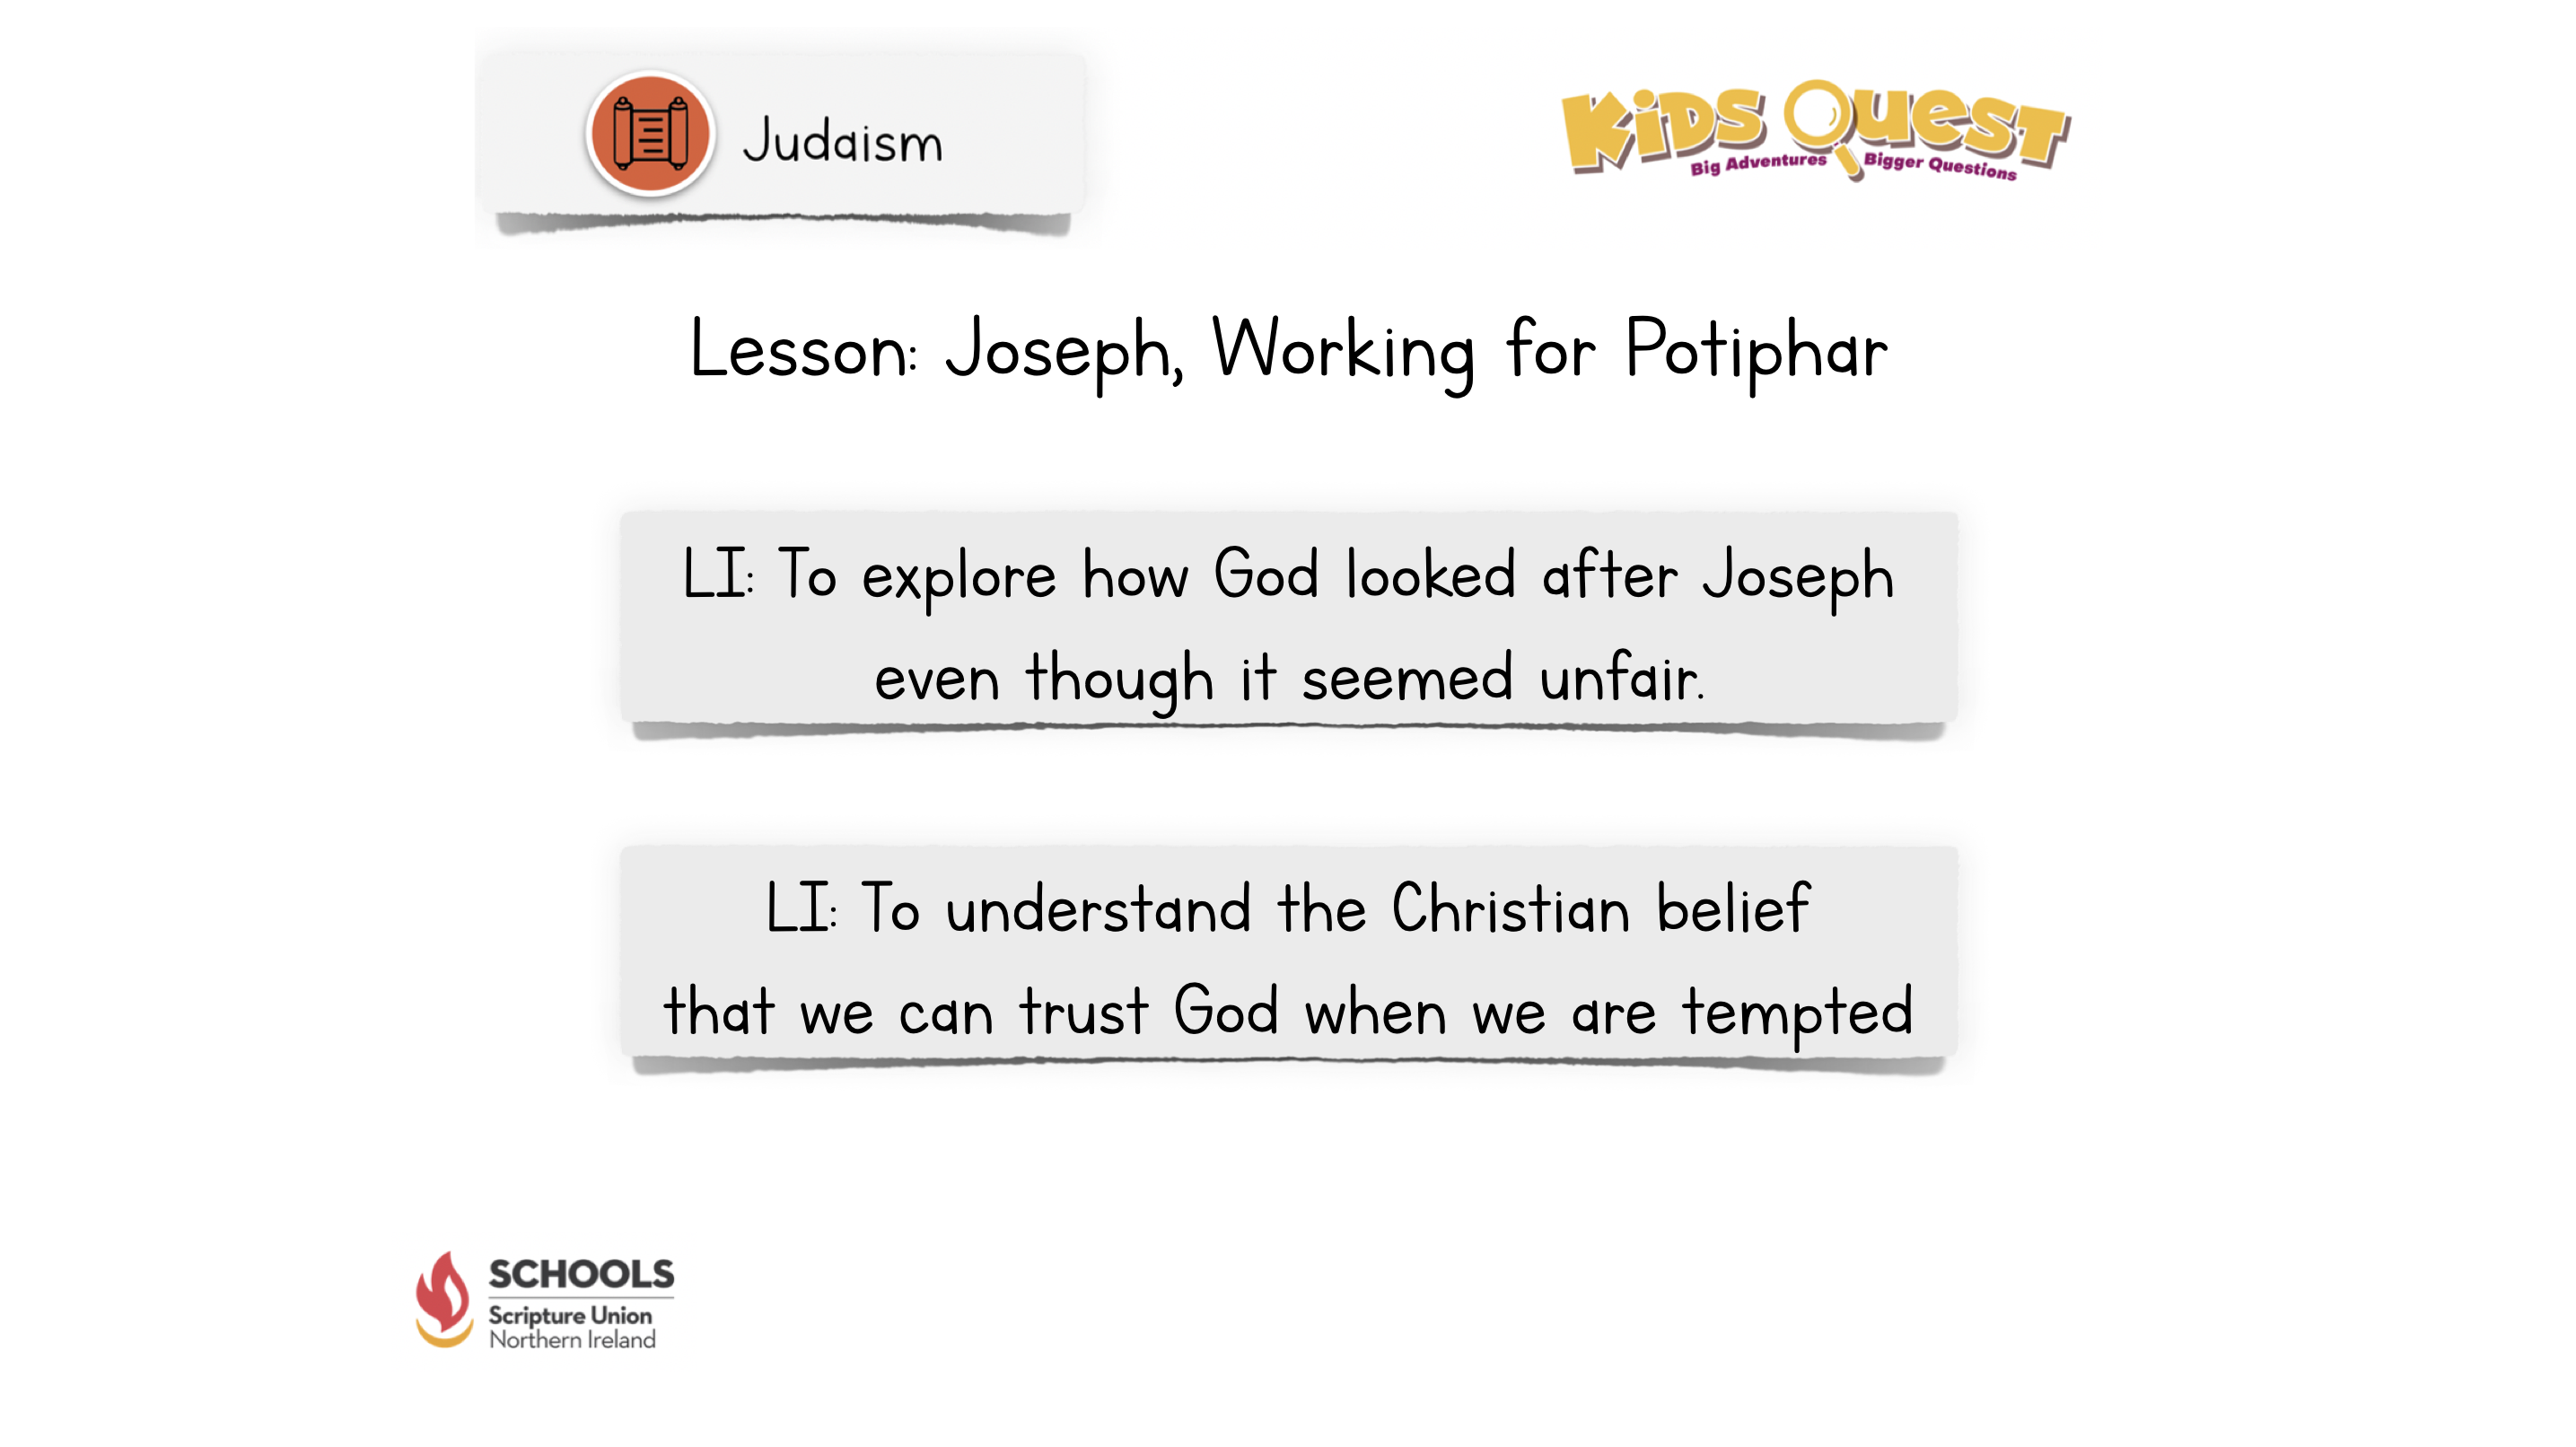 Judaism
KiDS QUeST
Big Adventures Bigger Questions
Lesson: Joseph, Working for Potiphar
LI: To explore how God looked after Joseph
even though it seemed unfair.
LI: To understand the Christian belief
that we can trust God when we are tempted
SCHOOLS
Scripture Union
Northern Ireland